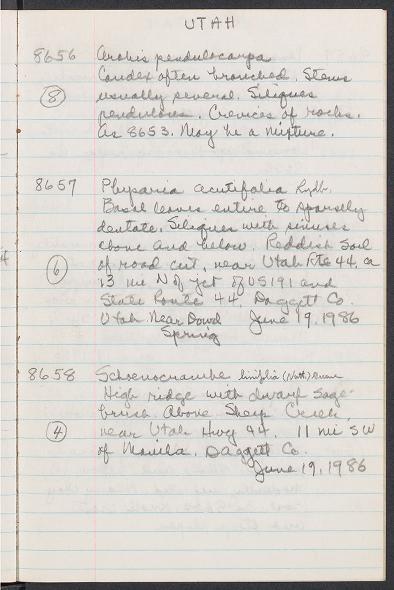 UTAH
8656 Arabis pendulocarpa
Caudex often branched. Stems
⑧ usually several. Siliques
pendulous. Crevices of rocks.
As 8653. May be a mixture.
8657 Physaria acutifolia Rydb.
Basal leaves entire to sparsely
dentate. Siliques with sinuses
above and below. Reddish soil
⑥ of road cut, near Utah Rte 44, ca
.3 mi N of jct of US191 and
State Route 44. Daggett Co.
Utah Near Dowd June 19, 1986
Spring
8658 Schoenocrambe linifolia (Nutt)
High ridge with dwarf sage-
brush above Sheep Creek
④ near Utah Hwy 44. 11 mi SW
of Manila. Daggett Co.
June 19, 1986